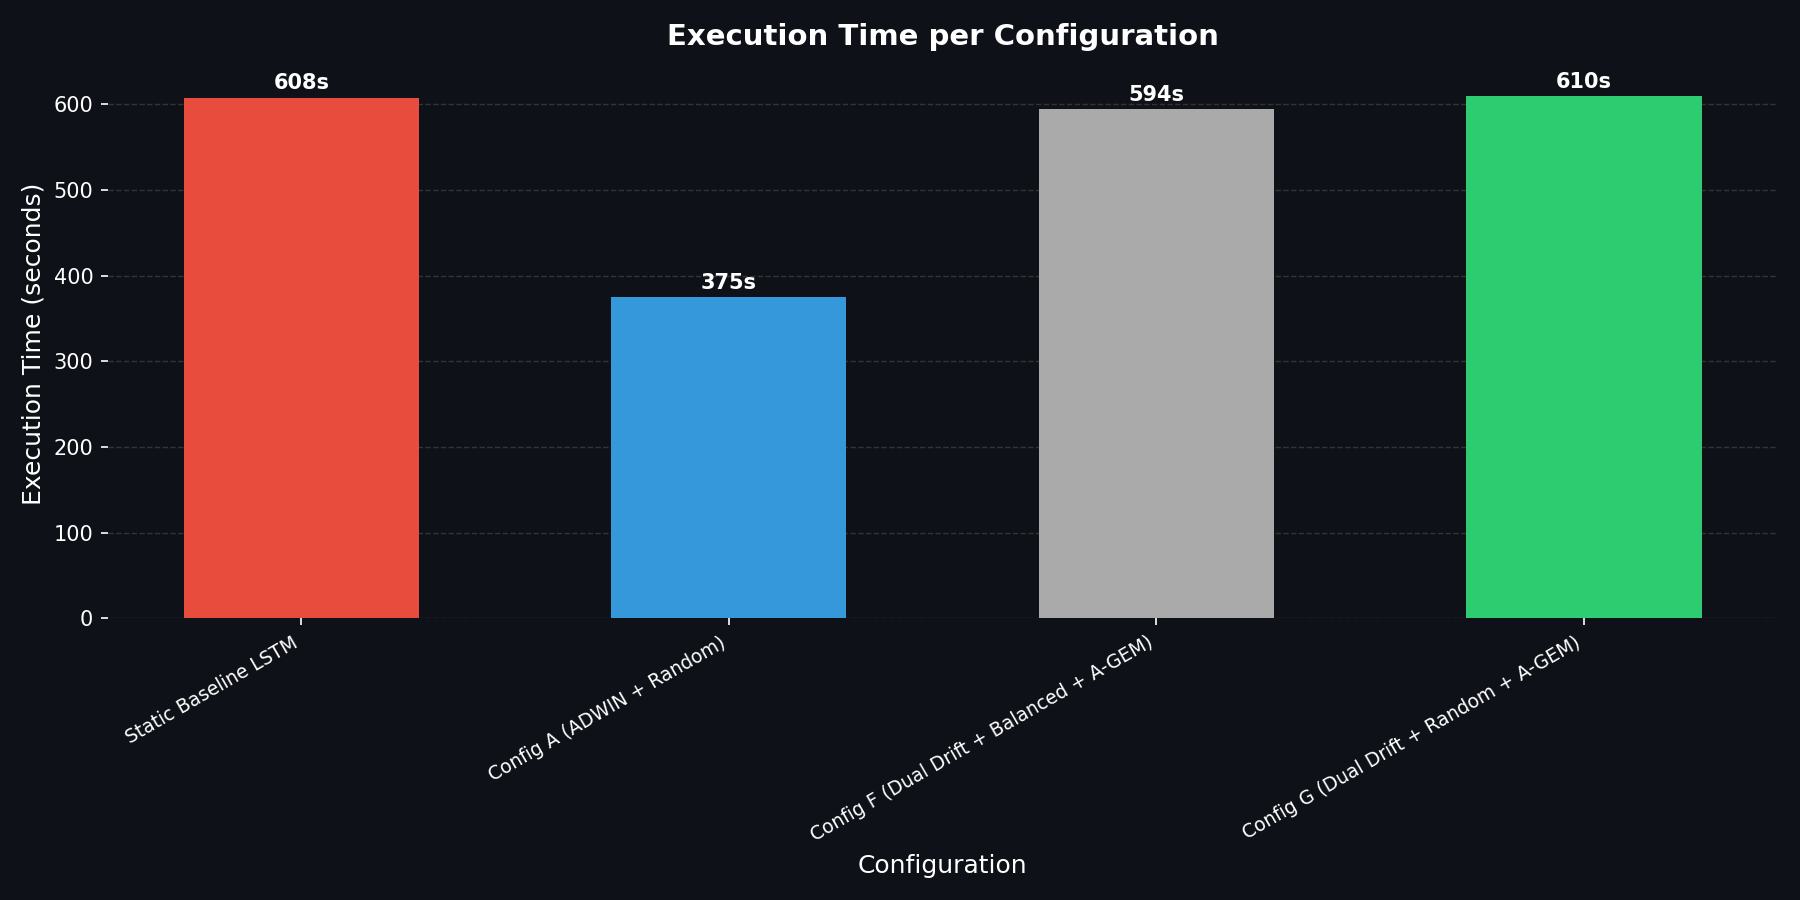 Execution Time per Configuration
608s
375s
594s
610s
Execution Time (seconds)
600
500
400
300
200
100
0
Static Baseline LSTM
Config A (ADWIN + Random)
Config F (Dual Drift + Balanced + A-GEM)
Config G (Dual Drift + Random + A-GEM)
Configuration